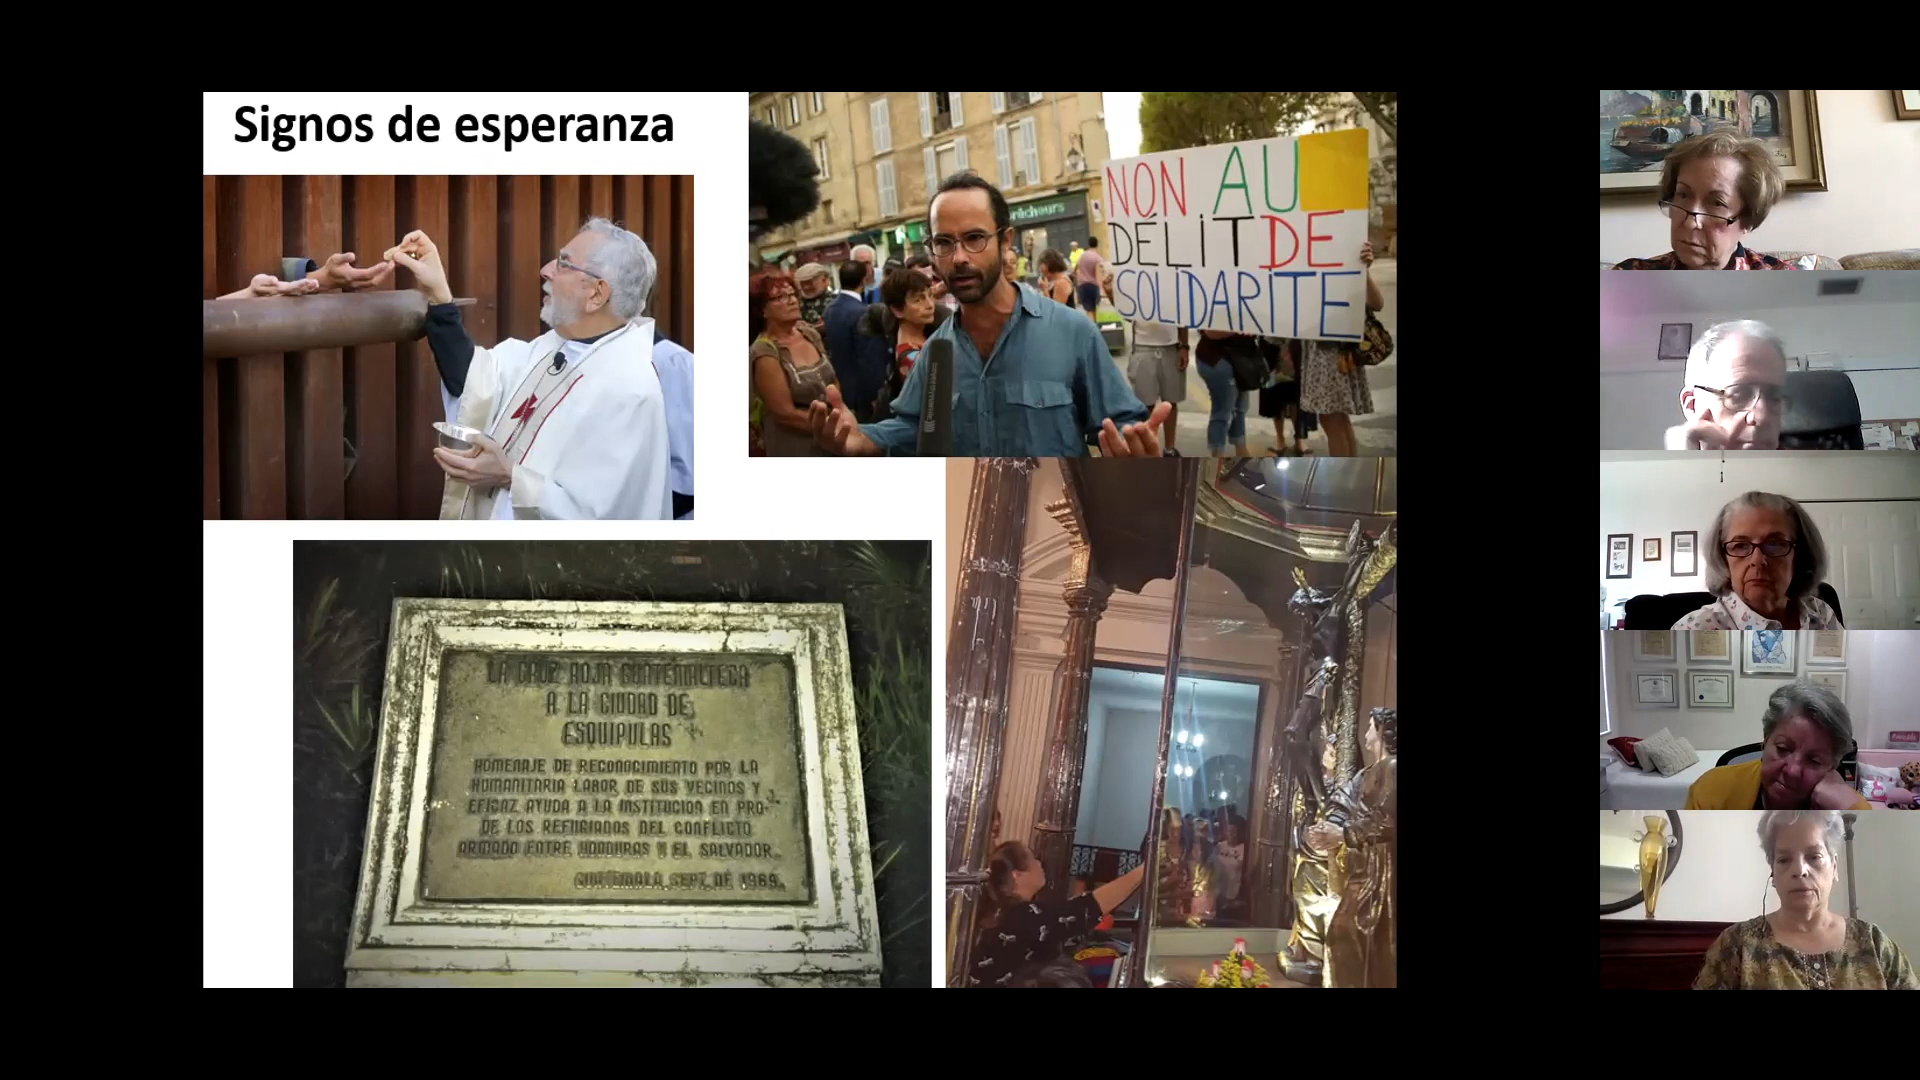 Signos de esperanza
NON AU
DÉLIT DE
SOLIDARITE
LA CRUZ ROJA GUATEMALTECA
A LA CIUDAD DE
ESQUIPULAS
HOMENAJE DE RECONOCIMIENTO POR LA
HUMANITARIA LABOR DE SUS VECINOS Y
EFICAZ AYUDA A LA INSTITUCION EN PRO-
DE LOS REFUGIADOS DEL CONFLICTO
ARMADO ENTRE HONDURAS Y EL SALVADOR.
GUATEMALA, SEPT. DE 1969.